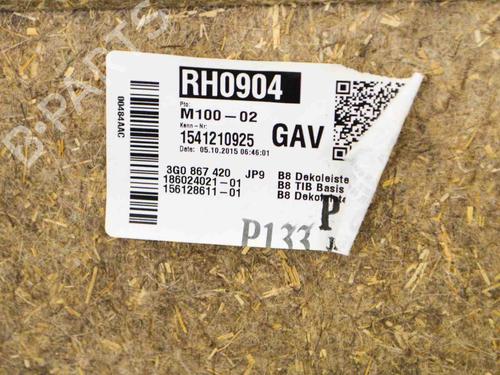 RH0904
Pto:
M100-02
Kenn-Nr:
1541210925
GAV
Date: 05.10.2015 06:46:01
3G0 867 420 JP9 B8 Dekoleiste
186024021-01 B8 TIB Basis
156128611-01 B8 Dekoleiste
P
P133
00484AAC
B-PARTS